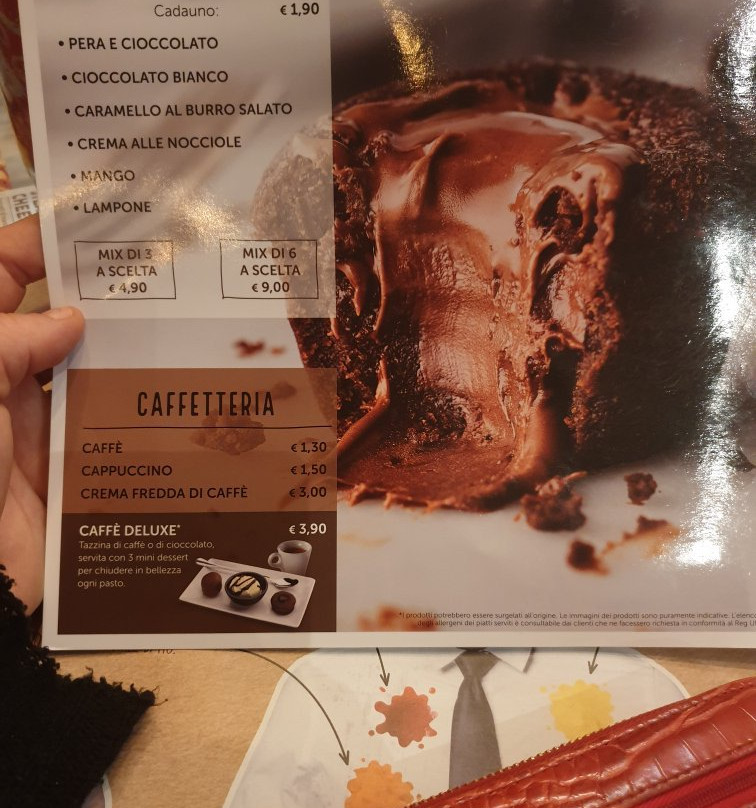 Cadauno: € 1,90
• PERA E CIOCCOLATO
• CIOCCOLATO BIANCO
• CARAMELLO AL BURRO SALATO
• CREMA ALLE NOCCIOLE
• MANGO
• LAMPONE
MIX DI 3
A SCELTA
€ 4,90
MIX DI 6
A SCELTA
€ 9,00
CAFFETTERIA
CAFFÈ € 1,30
CAPPUCCINO € 1,50
CREMA FREDDA DI CAFFÈ € 3,00
CAFFÈ DELUXE* € 3,90
Tazzina di caffè o di cioccolato,
servita con 3 mini dessert
per chiudere in bellezza
ogni pasto.
*I prodotti potrebbero essere surgelati all'origine. Le immagini dei prodotti sono puramente indicative. L'elenco
degli allergeni dei piatti serviti è consultabile dai clienti che ne facessero richiesta in conformità al Reg